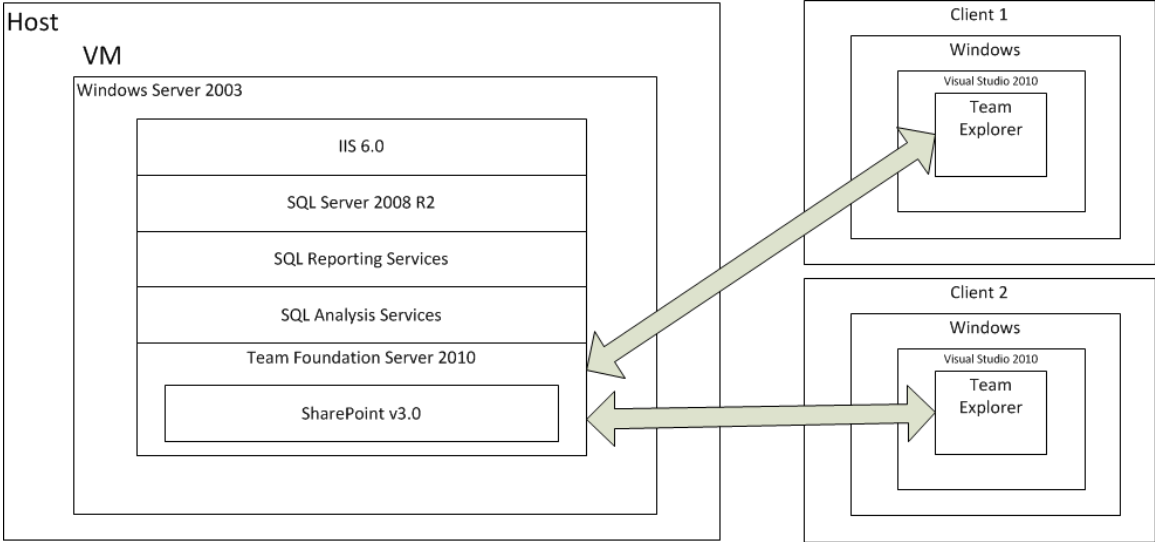 Host
VM
Windows Server 2003
IIS 6.0
SQL Server 2008 R2
SQL Reporting Services
SQL Analysis Services
Team Foundation Server 2010
SharePoint v3.0
Client 1
Windows
Visual Studio 2010
Team
Explorer
Client 2
Windows
Visual Studio 2010
Team
Explorer